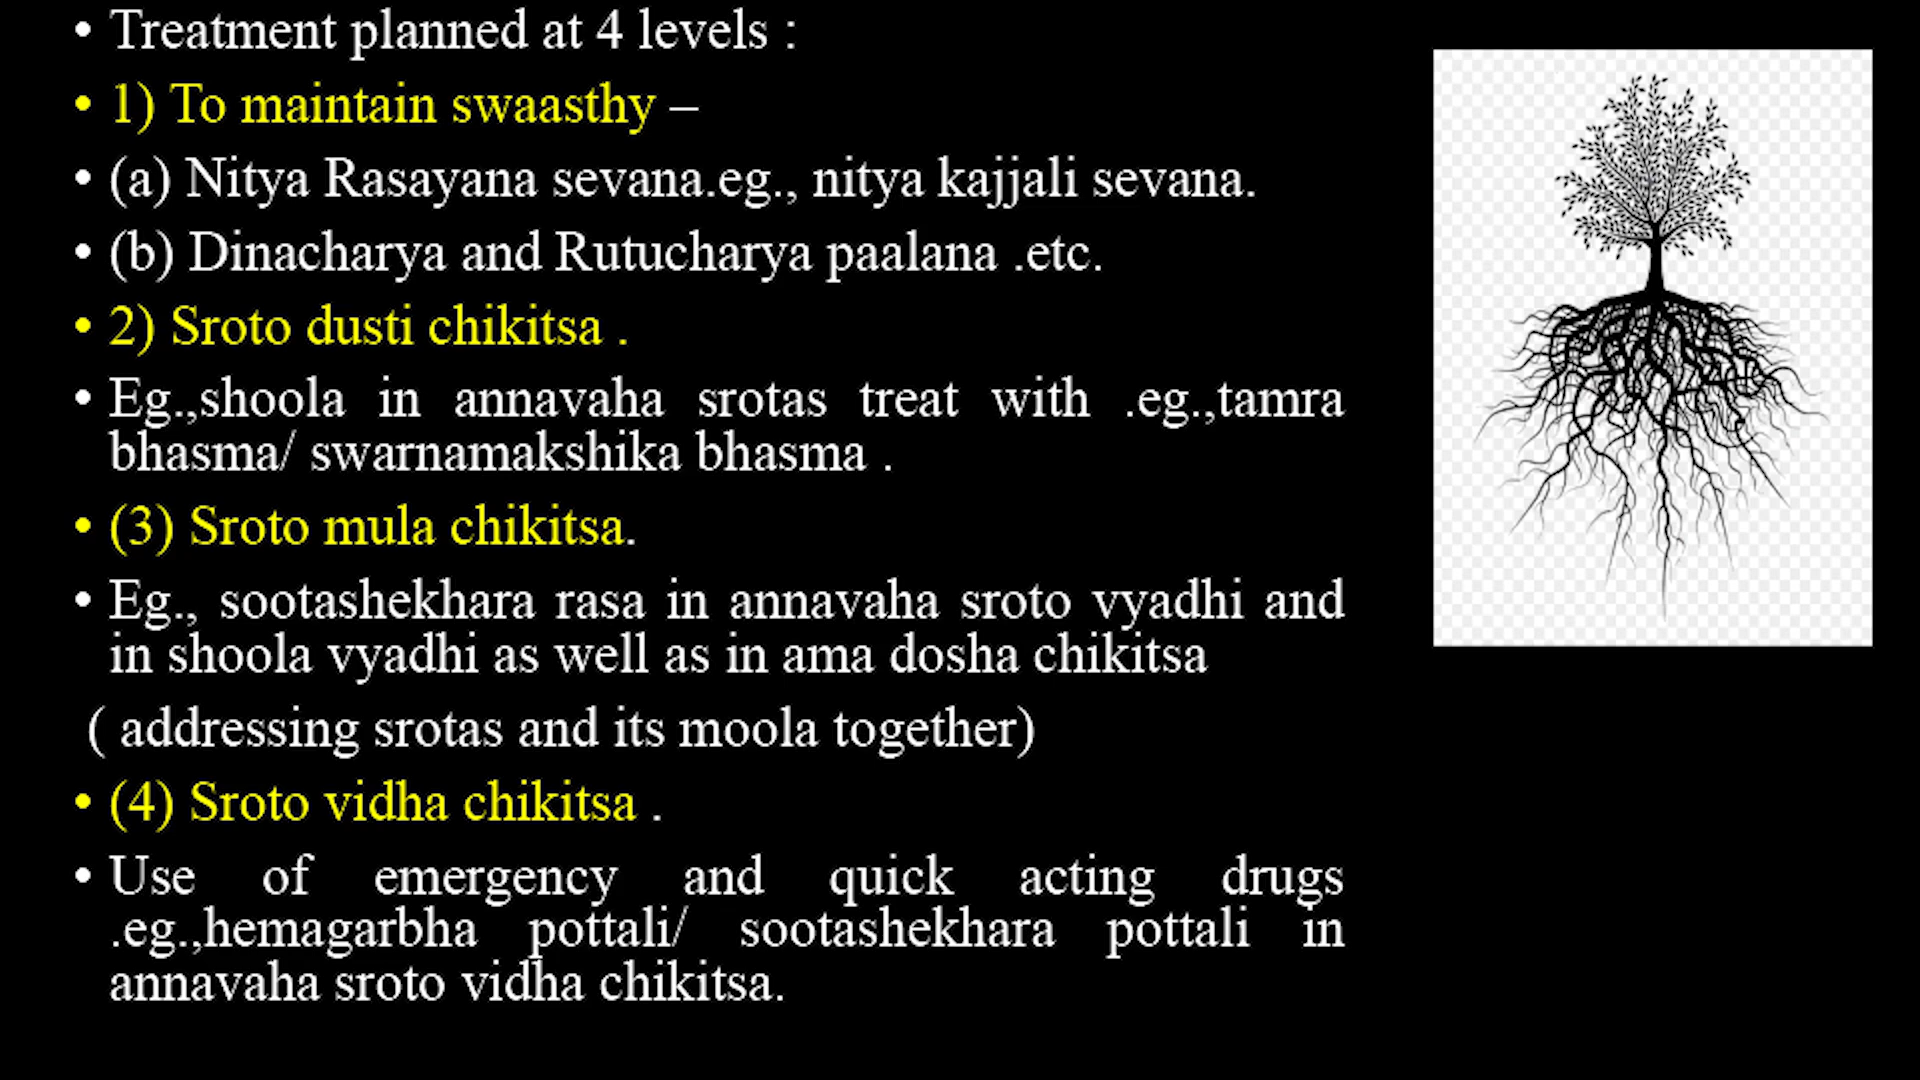 • Treatment planned at 4 levels :
• 1) To maintain swaasthy –
• (a) Nitya Rasayana sevana.eg., nitya kajjali sevana.
• (b) Dinacharya and Rutucharya paalana .etc.
• 2) Sroto dusti chikitsa .
• Eg.,shoola in annavaha srotas treat with .eg.,tamra
bhasma/ swarnamakshika bhasma .
• (3) Sroto mula chikitsa.
• Eg., sootashekhara rasa in annavaha sroto vyadhi and
in shoola vyadhi as well as in ama dosha chikitsa
( addressing srotas and its moola together)
• (4) Sroto vidha chikitsa .
• Use of emergency and quick acting drugs
.eg.,hemagarbha pottali/ sootashekhara pottali in
annavaha sroto vidha chikitsa.